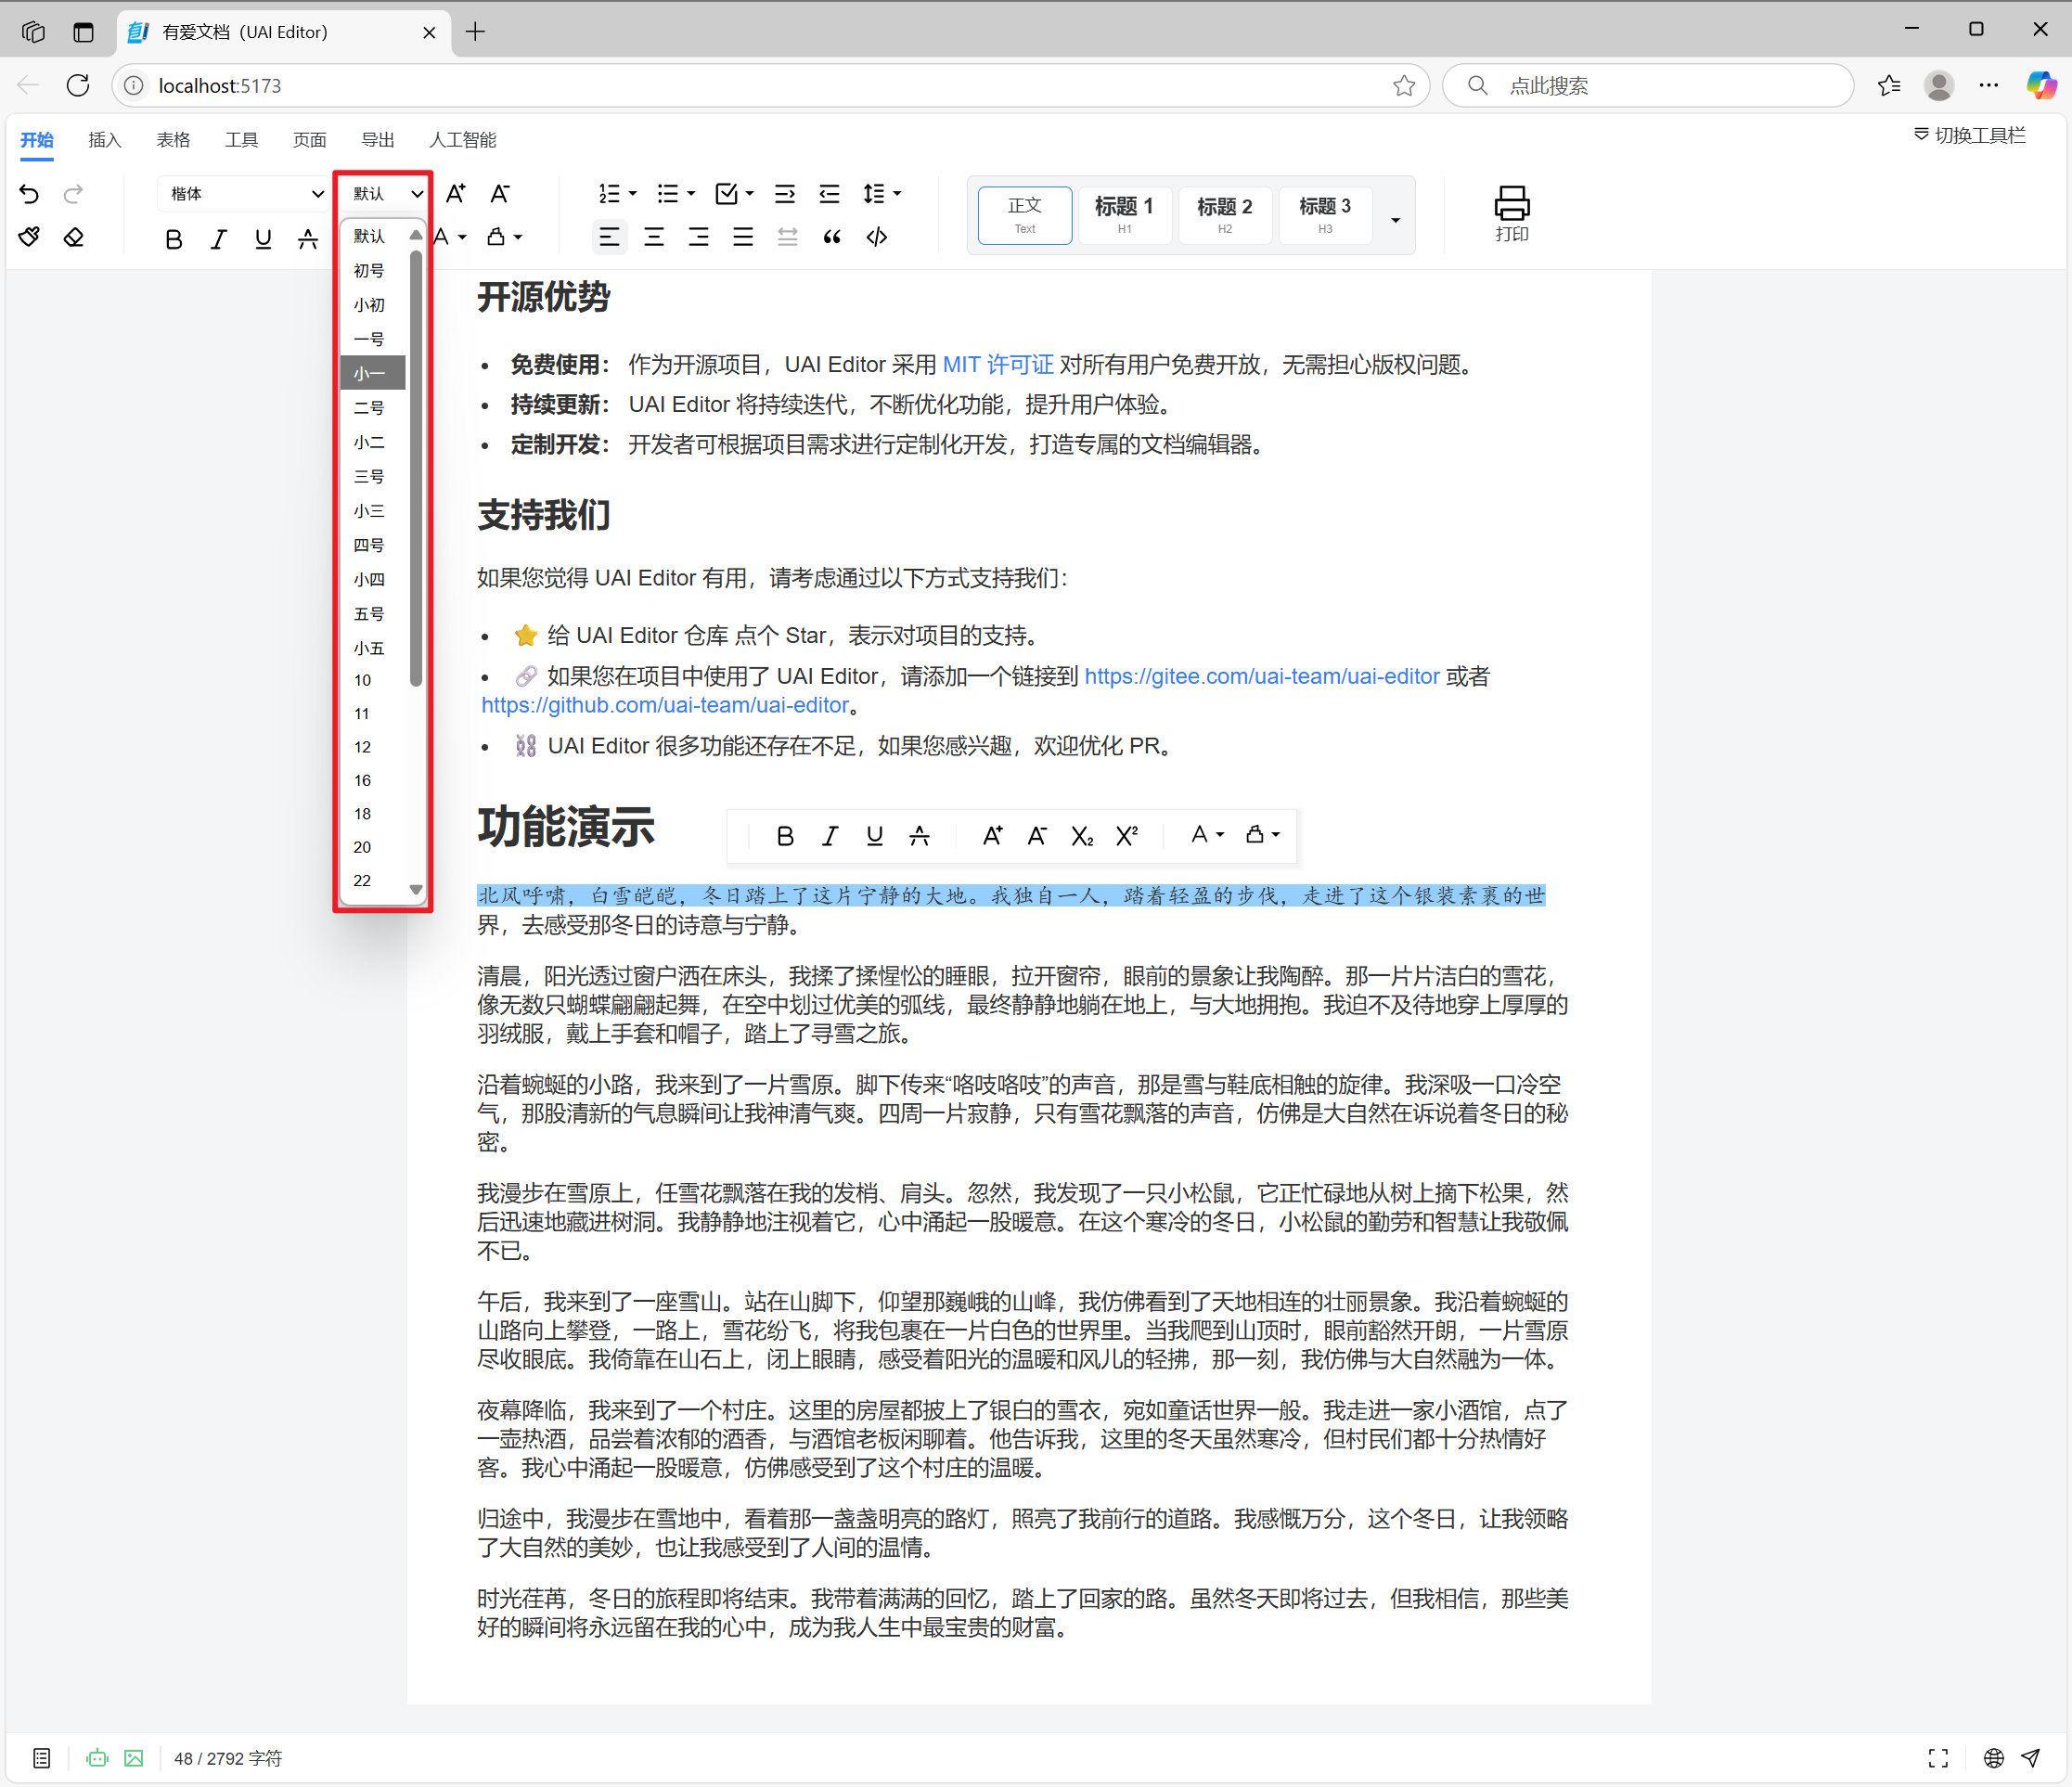 有爱文档（UAI Editor）
localhost:5173
点此搜索
开始 插入 表格 工具 页面 导出 人工智能
切换工具栏
楷体
默认
正文
Text
标题 1
H1
标题 2
H2
标题 3
H3
打印
默认
初号
小初
一号
小一
二号
小二
三号
小三
四号
小四
五号
小五
10
11
12
16
18
20
22
开源优势
• 免费使用： 作为开源项目，UAI Editor 采用 MIT 许可证 对所有用户免费开放，无需担心版权问题。
• 持续更新： UAI Editor 将持续迭代，不断优化功能，提升用户体验。
• 定制开发： 开发者可根据项目需求进行定制化开发，打造专属的文档编辑器。
支持我们
如果您觉得 UAI Editor 有用，请考虑通过以下方式支持我们：
• ⭐ 给 UAI Editor 仓库 点个 Star，表示对项目的支持。
• 🔗 如果您在项目中使用了 UAI Editor，请添加一个链接到 https://gitee.com/uai-team/uai-editor 或者
https://github.com/uai-team/uai-editor。
• ⛓ UAI Editor 很多功能还存在不足，如果您感兴趣，欢迎优化 PR。
功能演示
北风呼啸，白雪皑皑，冬日踏上了这片宁静的大地。我独自一人，踏着轻盈的步伐，走进了这个银装素裹的世
界，去感受那冬日的诗意与宁静。
清晨，阳光透过窗户洒在床头，我揉了揉惺忪的睡眼，拉开窗帘，眼前的景象让我陶醉。那一片片洁白的雪花，
像无数只蝴蝶翩翩起舞，在空中划过优美的弧线，最终静静地躺在地上，与大地拥抱。我迫不及待地穿上厚厚的
羽绒服，戴上手套和帽子，踏上了寻雪之旅。
沿着蜿蜒的小路，我来到了一片雪原。脚下传来“咯吱咯吱”的声音，那是雪与鞋底相触的旋律。我深吸一口冷空
气，那股清新的气息瞬间让我神清气爽。四周一片寂静，只有雪花飘落的声音，仿佛是大自然在诉说着冬日的秘
密。
我漫步在雪原上，任雪花飘落在我的发梢、肩头。忽然，我发现了一只小松鼠，它正忙碌地从树上摘下松果，然
后迅速地藏进树洞。我静静地注视着它，心中涌起一股暖意。在这个寒冷的冬日，小松鼠的勤劳和智慧让我敬佩
不已。
午后，我来到了一座雪山。站在山脚下，仰望那巍峨的山峰，我仿佛看到了天地相连的壮丽景象。我沿着蜿蜒的
山路向上攀登，一路上，雪花纷飞，将我包裹在一片白色的世界里。当我爬到山顶时，眼前豁然开朗，一片雪原
尽收眼底。我倚靠在山石上，闭上眼睛，感受着阳光的温暖和风儿的轻拂，那一刻，我仿佛与大自然融为一体。
夜幕降临，我来到了一个村庄。这里的房屋都披上了银白的雪衣，宛如童话世界一般。我走进一家小酒馆，点了
一壶热酒，品尝着浓郁的酒香，与酒馆老板闲聊着。他告诉我，这里的冬天虽然寒冷，但村民们都十分热情好
客。我心中涌起一股暖意，仿佛感受到了这个村庄的温暖。
归途中，我漫步在雪地中，看着那一盏盏明亮的路灯，照亮了我前行的道路。我感慨万分，这个冬日，让我领略
了大自然的美妙，也让我感受到了人间的温情。
时光荏苒，冬日的旅程即将结束。我带着满满的回忆，踏上了回家的路。虽然冬天即将过去，但我相信，那些美
好的瞬间将永远留在我的心中，成为我人生中最宝贵的财富。
48 / 2792 字符